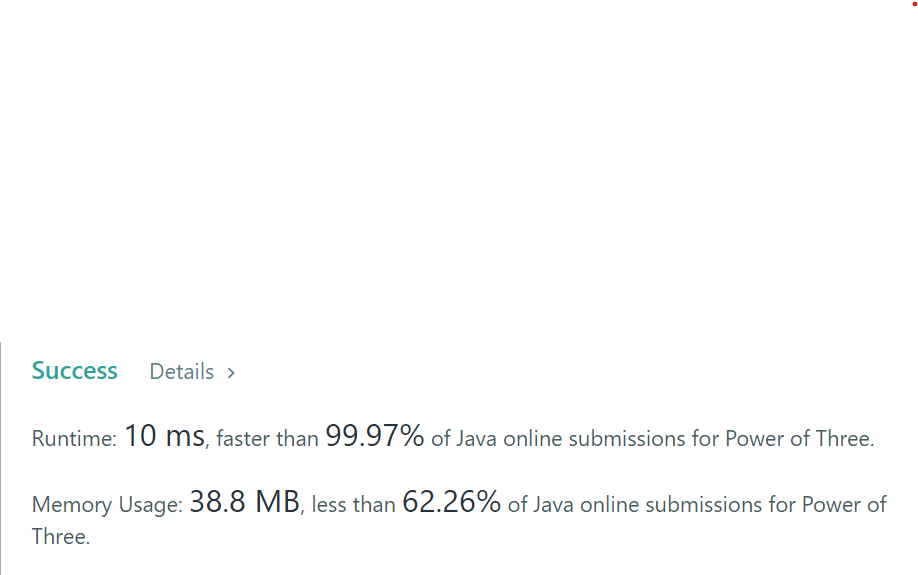 Success Details >
Runtime: 10 ms, faster than 99.97% of Java online submissions for Power of Three.
Memory Usage: 38.8 MB, less than 62.26% of Java online submissions for Power of
Three.